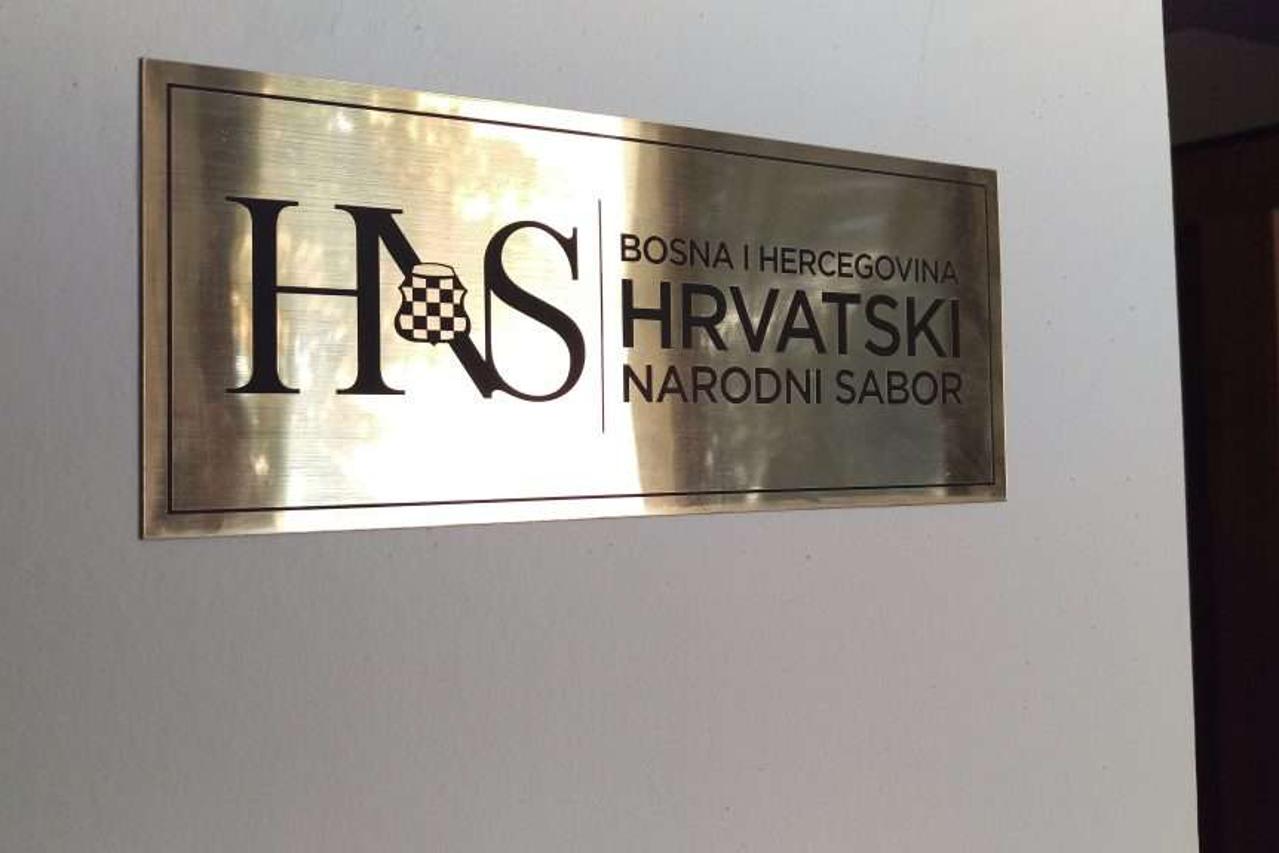 HNS
BOSNA I HERCEGOVINA
HRVATSKI
NARODNI SABOR